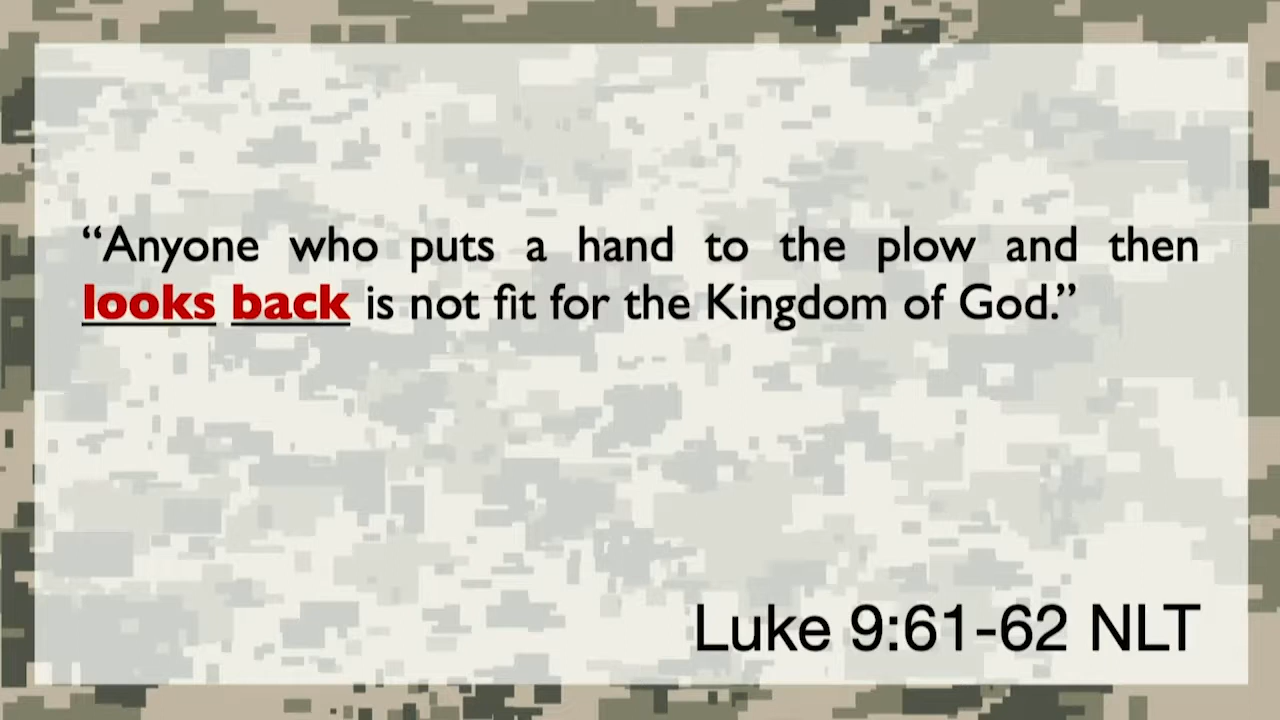 “Anyone who puts a hand to the plow and then
looks back is not fit for the Kingdom of God.”
Luke 9:61-62 NLT